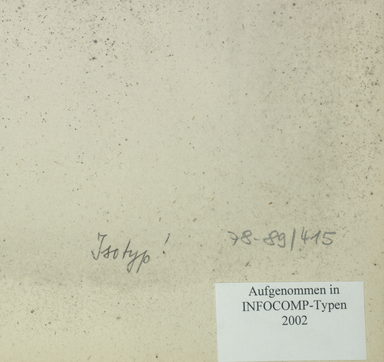 Isotyp!
78-89/415
Aufgenommen in
INFOCOMP-Typen
2002